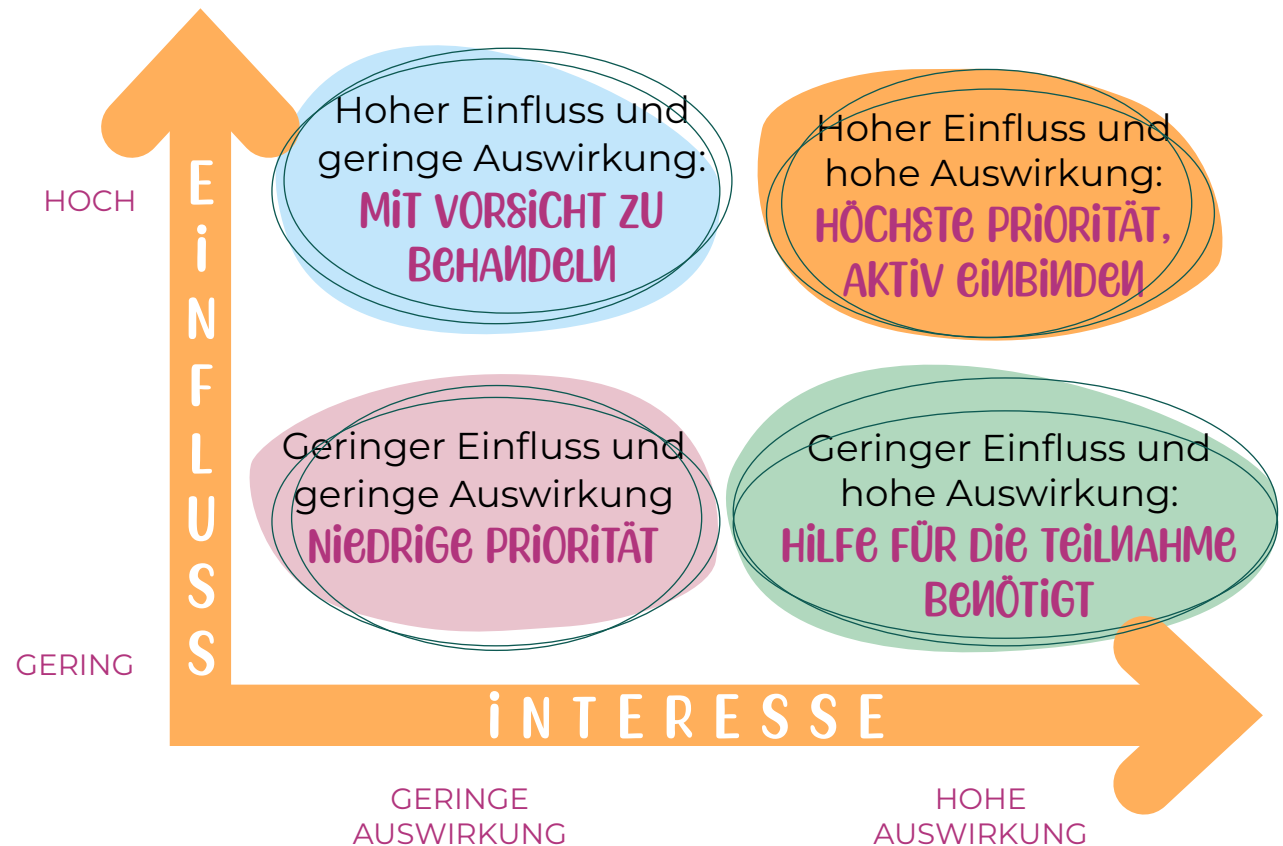 Hoher Einfluss und
geringe Auswirkung:
MIT VORSICHT ZU
BEHANDELN
Hoher Einfluss und
hohe Auswirkung:
HÖCHSTE PRIORITÄT,
AKTIV EINBINDEN
HOCH
EINFLUSS
Geringer Einfluss und
geringe Auswirkung
NIEDRIGE PRIORITÄT
Geringer Einfluss und
hohe Auswirkung:
HILFE FÜR DIE TEILNAHME
BENÖTIGT
GERING
INTERESSE
GERINGE
AUSWIRKUNG
HOHE
AUSWIRKUNG